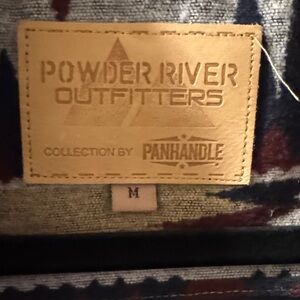 POWDER RIVER
OUTFITTERS
COLLECTION BY PANHANDLE
M